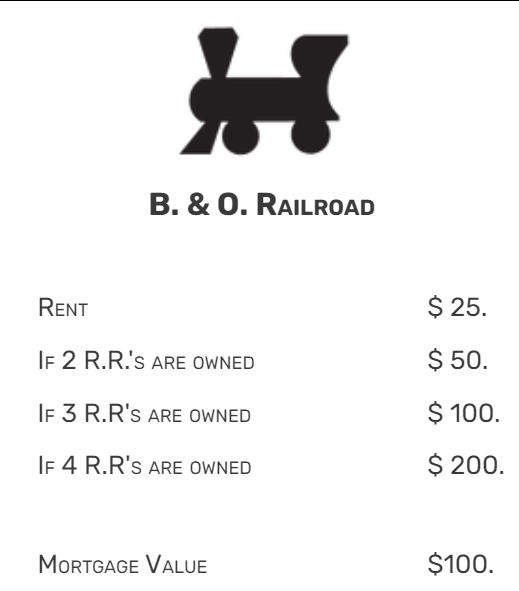 B. & O. Railroad
Rent $ 25.
If 2 R.R.'s are owned $ 50.
If 3 R.R's are owned $ 100.
If 4 R.R's are owned $ 200.
Mortgage Value $100.